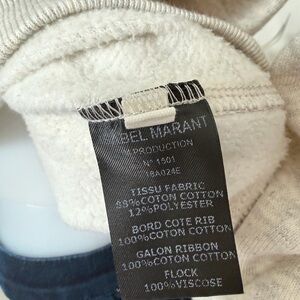 BEL MARANT
PRODUCTION
N° 1501
18A024E
TISSU FABRIC
88%COTON COTTON
12%POLYESTER
BORD COTE RIB
100%COTON COTTON
GALON RIBBON
100%COTON COTTON
FLOCK
100%VISCOSE